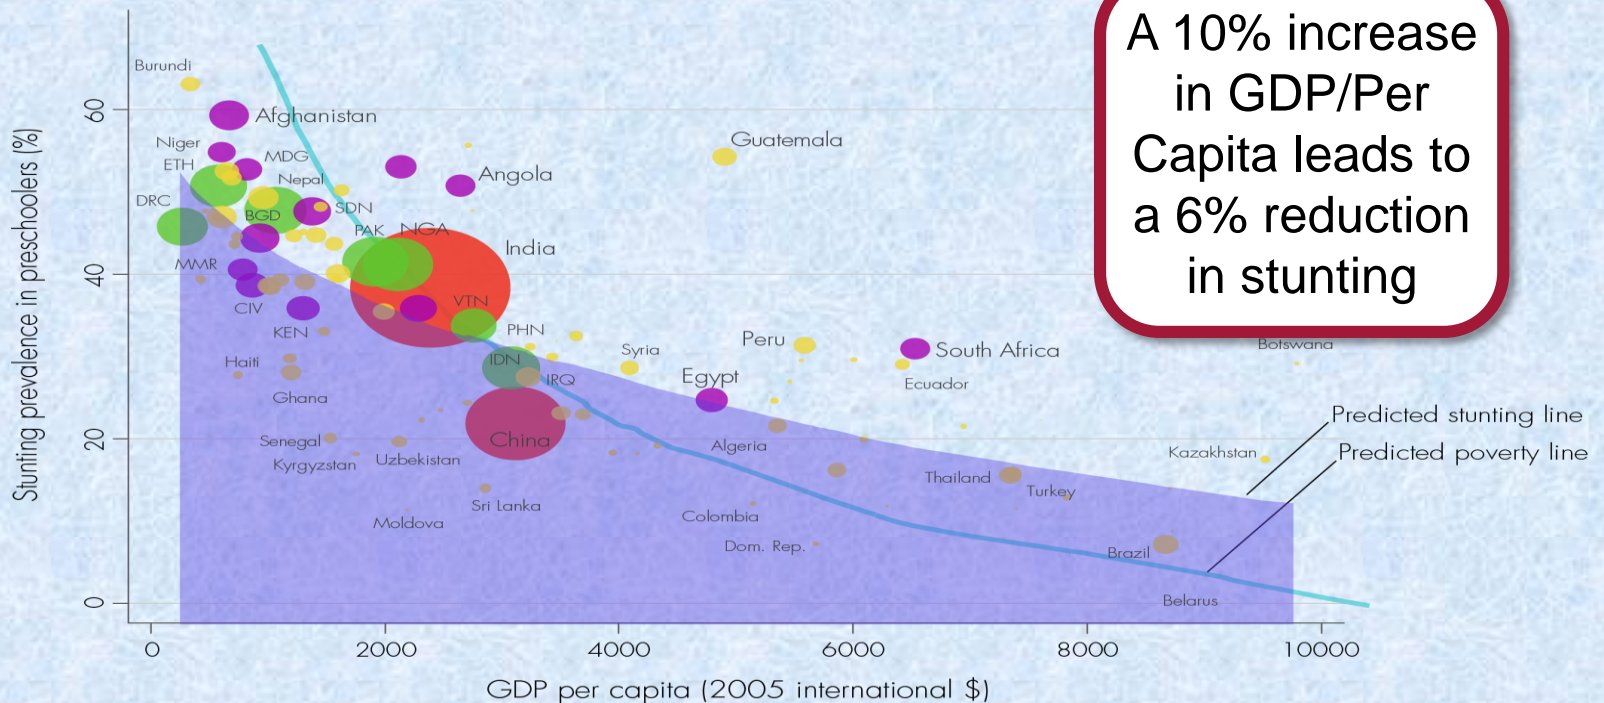 A 10% increase
in GDP/Per
Capita leads to
a 6% reduction
in stunting
Stunting prevalence in preschoolers (%)
60
40
20
0
Burundi
Afghanistan
Niger
MDG
ETH
Nepal
DRC
BGD
SDN
PAK
NGA
Angola
Guatemala
India
MMR
CIV
VTN
KEN
PHN
Haiti
IDN
IRQ
Syria
Peru
South Africa
Botswana
Egypt
Ecuador
Ghana
China
Senegal
Kyrgyzstan
Uzbekistan
Algeria
Predicted stunting line
Predicted poverty line
Kazakhstan
Thailand
Turkey
Sri Lanka
Moldova
Colombia
Dom. Rep.
Brazil
Belarus
0
2000
4000
6000
8000
10000
GDP per capita (2005 international $)